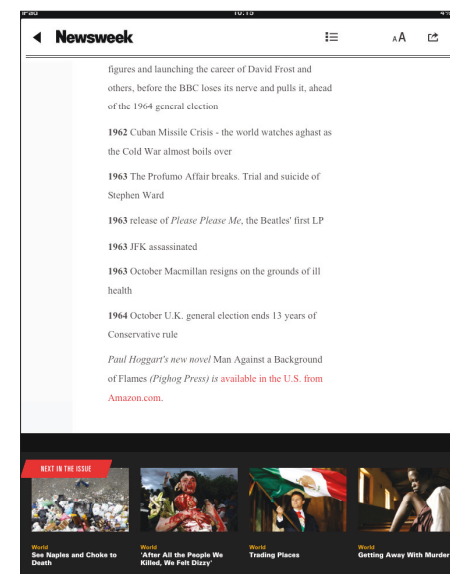 iPad 10:15 4%
Newsweek
AA
figures and launching the career of David Frost and
others, before the BBC loses its nerve and pulls it, ahead
of the 1964 general election
1962 Cuban Missile Crisis - the world watches aghast as
the Cold War almost boils over
1963 The Profumo Affair breaks. Trial and suicide of
Stephen Ward
1963 release of Please Please Me, the Beatles' first LP
1963 JFK assassinated
1963 October Macmillan resigns on the grounds of ill
health
1964 October U.K. general election ends 13 years of
Conservative rule
Paul Hoggart's new novel Man Against a Background
of Flames (Pighog Press) is available in the U.S. from
Amazon.com.
NEXT IN THE ISSUE
World
See Naples and Choke to
Death
World
'After All the People We
Killed, We Felt Dizzy'
World
Trading Places
World
Getting Away With Murder